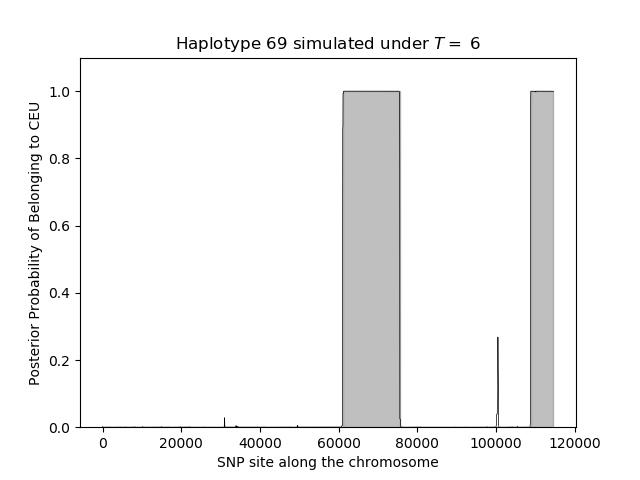 Haplotype 69 simulated under T = 6
Posterior Probability of Belonging to CEU
1.0
0.8
0.6
0.4
0.2
0.0
0 20000 40000 60000 80000 100000 120000
SNP site along the chromosome